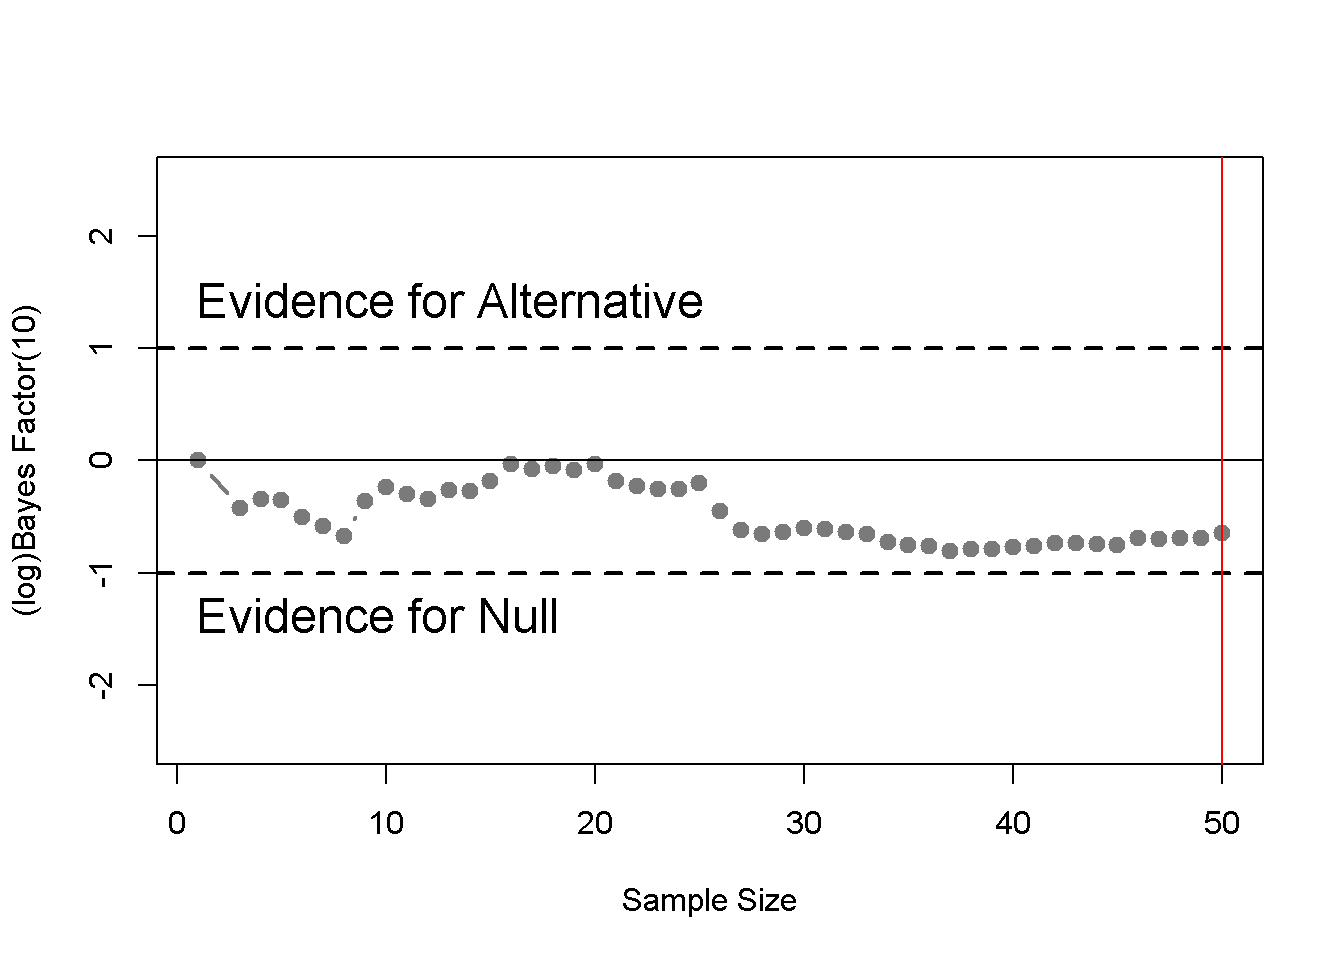 2
Evidence for Alternative
1
0
-1
Evidence for Null
-2
(log)Bayes Factor(10)
0 10 20 30 40 50
Sample Size